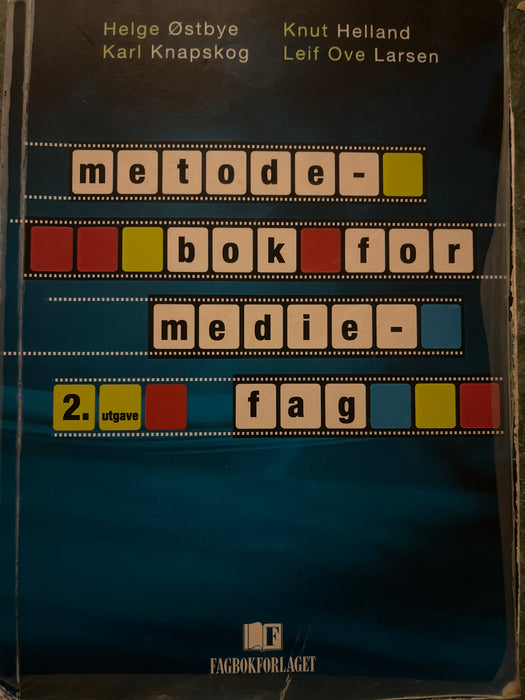 Helge Østbye Knut Helland
Karl Knapskog Leif Ove Larsen
metode-
bok for
medie-
2. utgave fag
F
FAGBOKFORLAGET